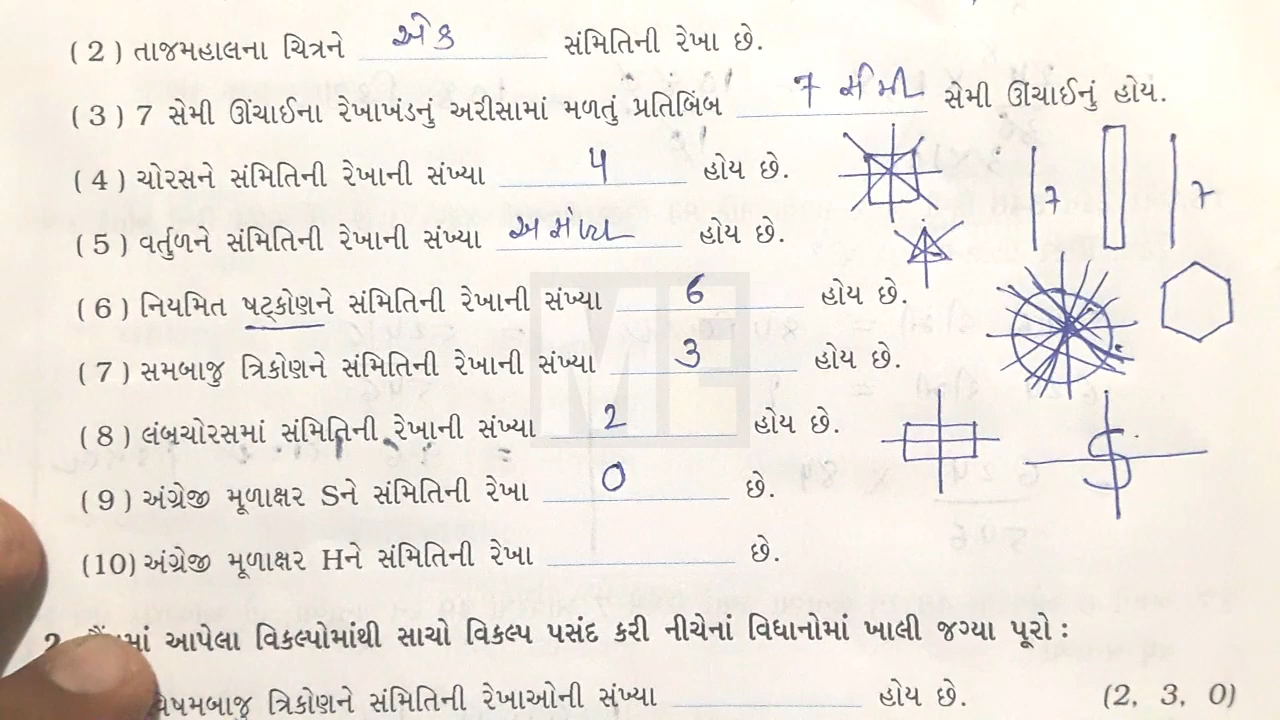 (2) તાજમહાલના ચિત્રને એક સંમિતિની રેખા છે.
(3) 7 સેમી ઊંચાઈના રેખાખંડનું અરીસામાં મળતું પ્રતિબિંબ 7 સેમી સેમી ઊંચાઈનું હોય.
(4) ચોરસને સંમિતિની રેખાની સંખ્યા 4 હોય છે.
7 7
(5) વર્તુળને સંમિતિની રેખાની સંખ્યા અસંખ્ય હોય છે.
(6) નિયમિત ષટ્કોણને સંમિતિની રેખાની સંખ્યા 6 હોય છે.
(7) સમબાજુ ત્રિકોણને સંમિતિની રેખાની સંખ્યા 3 હોય છે.
(8) લંબચોરસમાં સંમિતિની રેખાની સંખ્યા 2 હોય છે.
S
(9) અંગ્રેજી મૂળાક્ષર Sને સંમિતિની રેખા 0 છે.
(10) અંગ્રેજી મૂળાક્ષર Hને સંમિતિની રેખા છે.
2. આપેલા વિકલ્પોમાંથી સાચો વિકલ્પ પસંદ કરી નીચેનાં વિધાનોમાં ખાલી જગ્યા પૂરો :
ત્રિકોણને સંમિતિની રેખાઓની સંખ્યા હોય છે. (2, 3, 0)